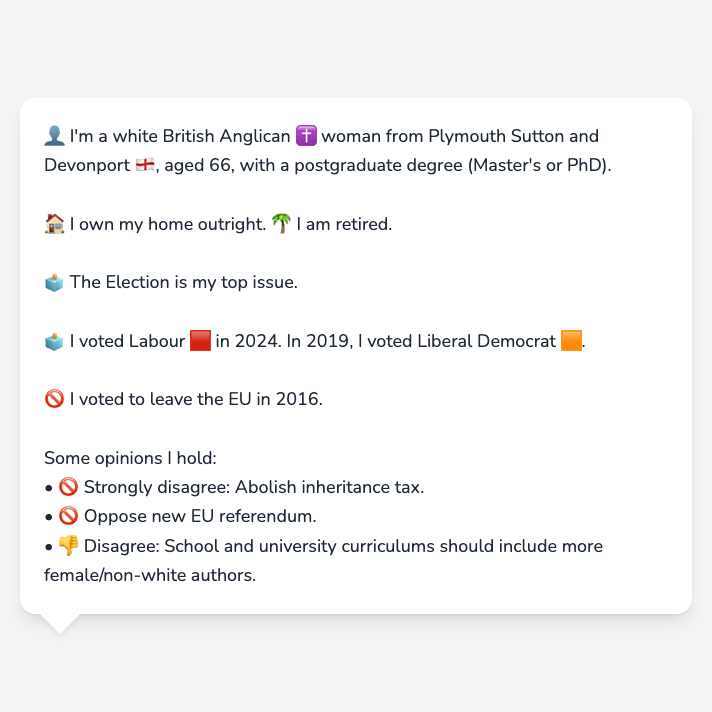 👤 I'm a white British Anglican ✝️ woman from Plymouth Sutton and
Devonport 🏴󠁧󠁢󠁥󠁮󠁧󠁿, aged 66, with a postgraduate degree (Master's or PhD).
🏠 I own my home outright. 🌴 I am retired.
🗳️ The Election is my top issue.
🗳️ I voted Labour 🟥 in 2024. In 2019, I voted Liberal Democrat 🟧.
🚫 I voted to leave the EU in 2016.
Some opinions I hold:
• 🚫 Strongly disagree: Abolish inheritance tax.
• 🚫 Oppose new EU referendum.
• 👎 Disagree: School and university curriculums should include more
female/non-white authors.